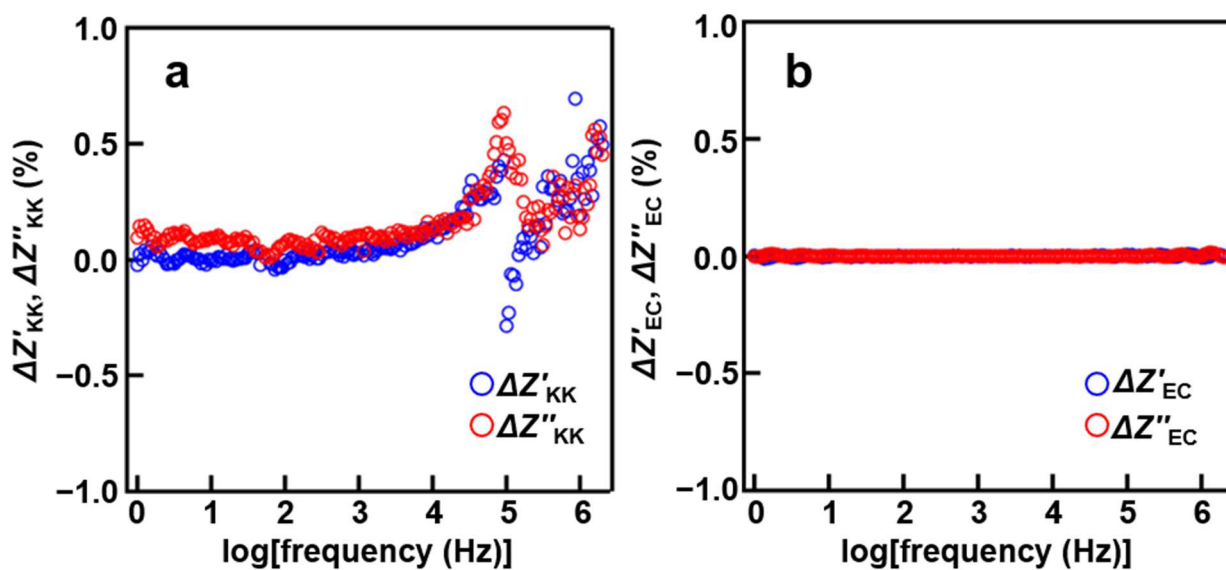 a
1.0
0.5
0.0
−0.5
−1.0
ΔZ′KK, ΔZ″KK (%)
ΔZ′KK
ΔZ″KK
0 1 2 3 4 5 6
log[frequency (Hz)]
b
1.0
0.5
0.0
−0.5
−1.0
ΔZ′EC, ΔZ″EC (%)
ΔZ′EC
ΔZ″EC
0 1 2 3 4 5 6
log[frequency (Hz)]